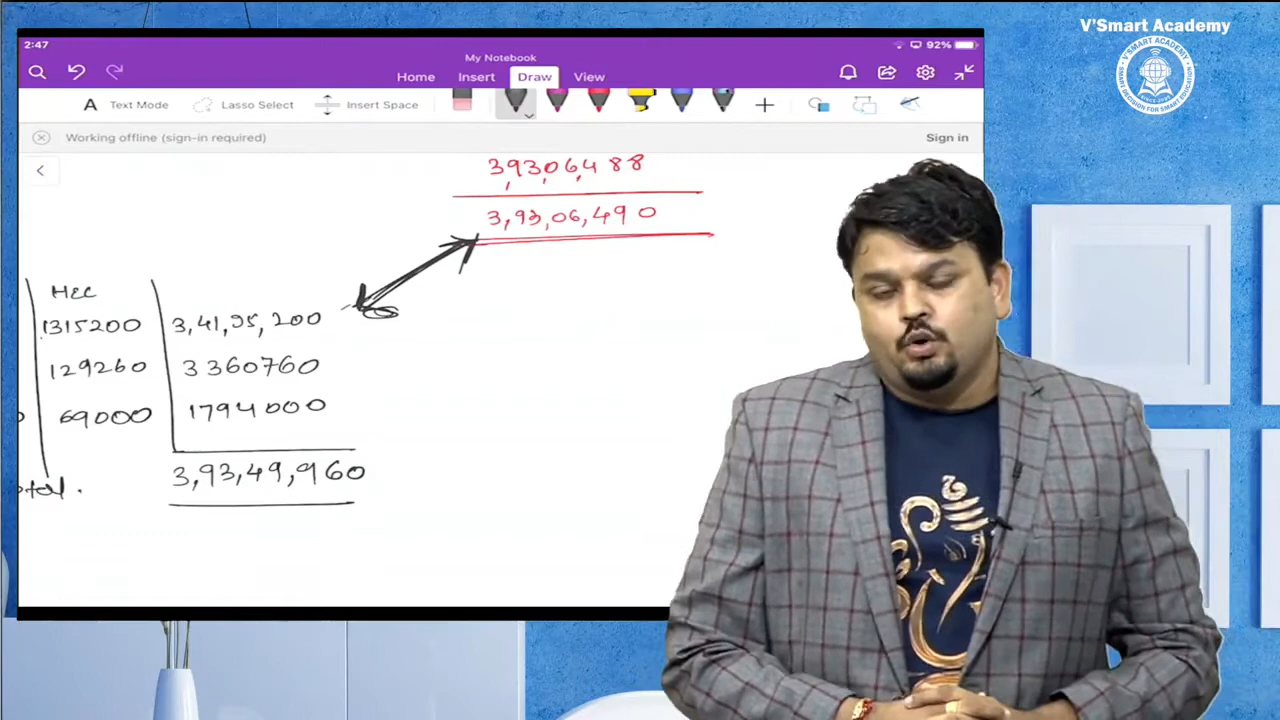 V'Smart Academy
2:47
92%
My Notebook
Home Insert Draw View
A Text Mode Lasso Select Insert Space
Working offline (sign-in required) Sign in
39306488
3,93,06,490
HEC
1315200 3,41,95,200
129260 3360760
69000 1794000
3,93,49,960